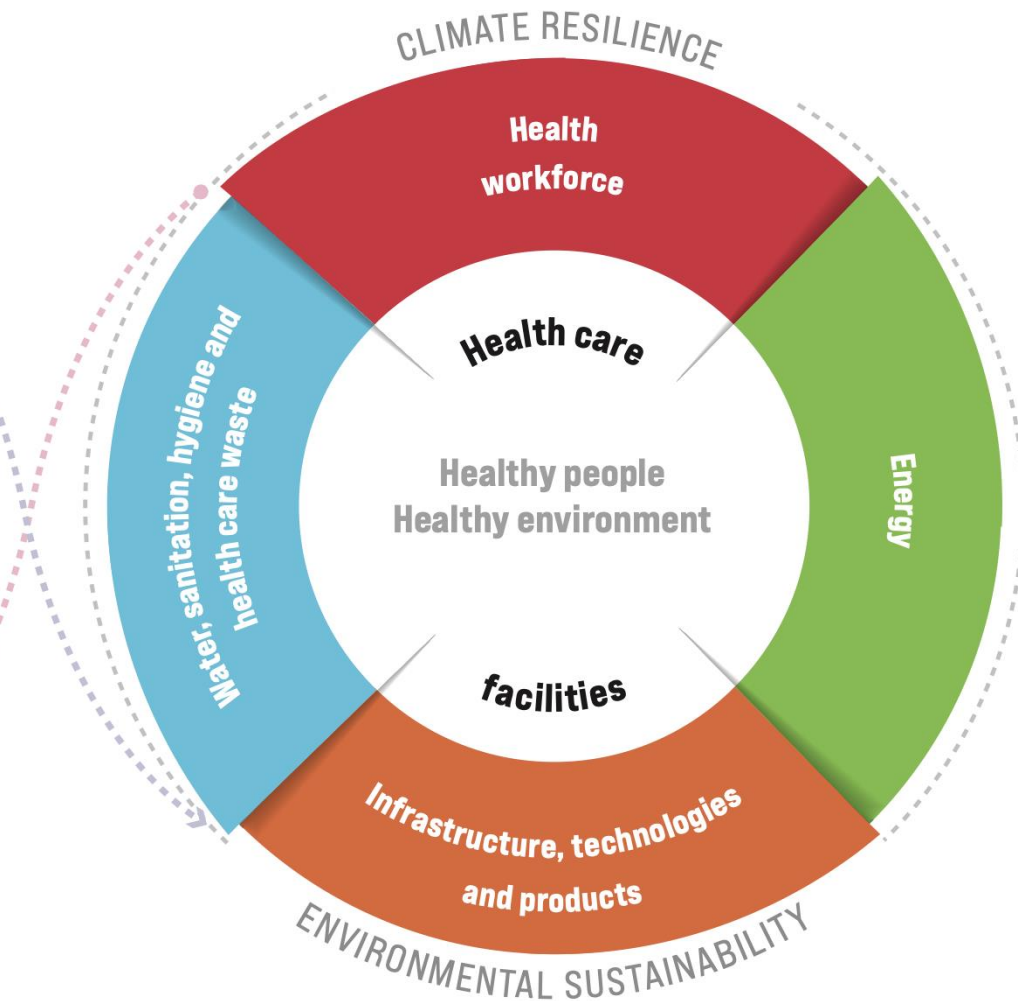 CLIMATE RESILIENCE
Health
workforce
Health care
Healthy people
Healthy environment
facilities
Water, sanitation, hygiene and
health care waste
Energy
Infrastructure, technologies
and products
ENVIRONMENTAL SUSTAINABILITY